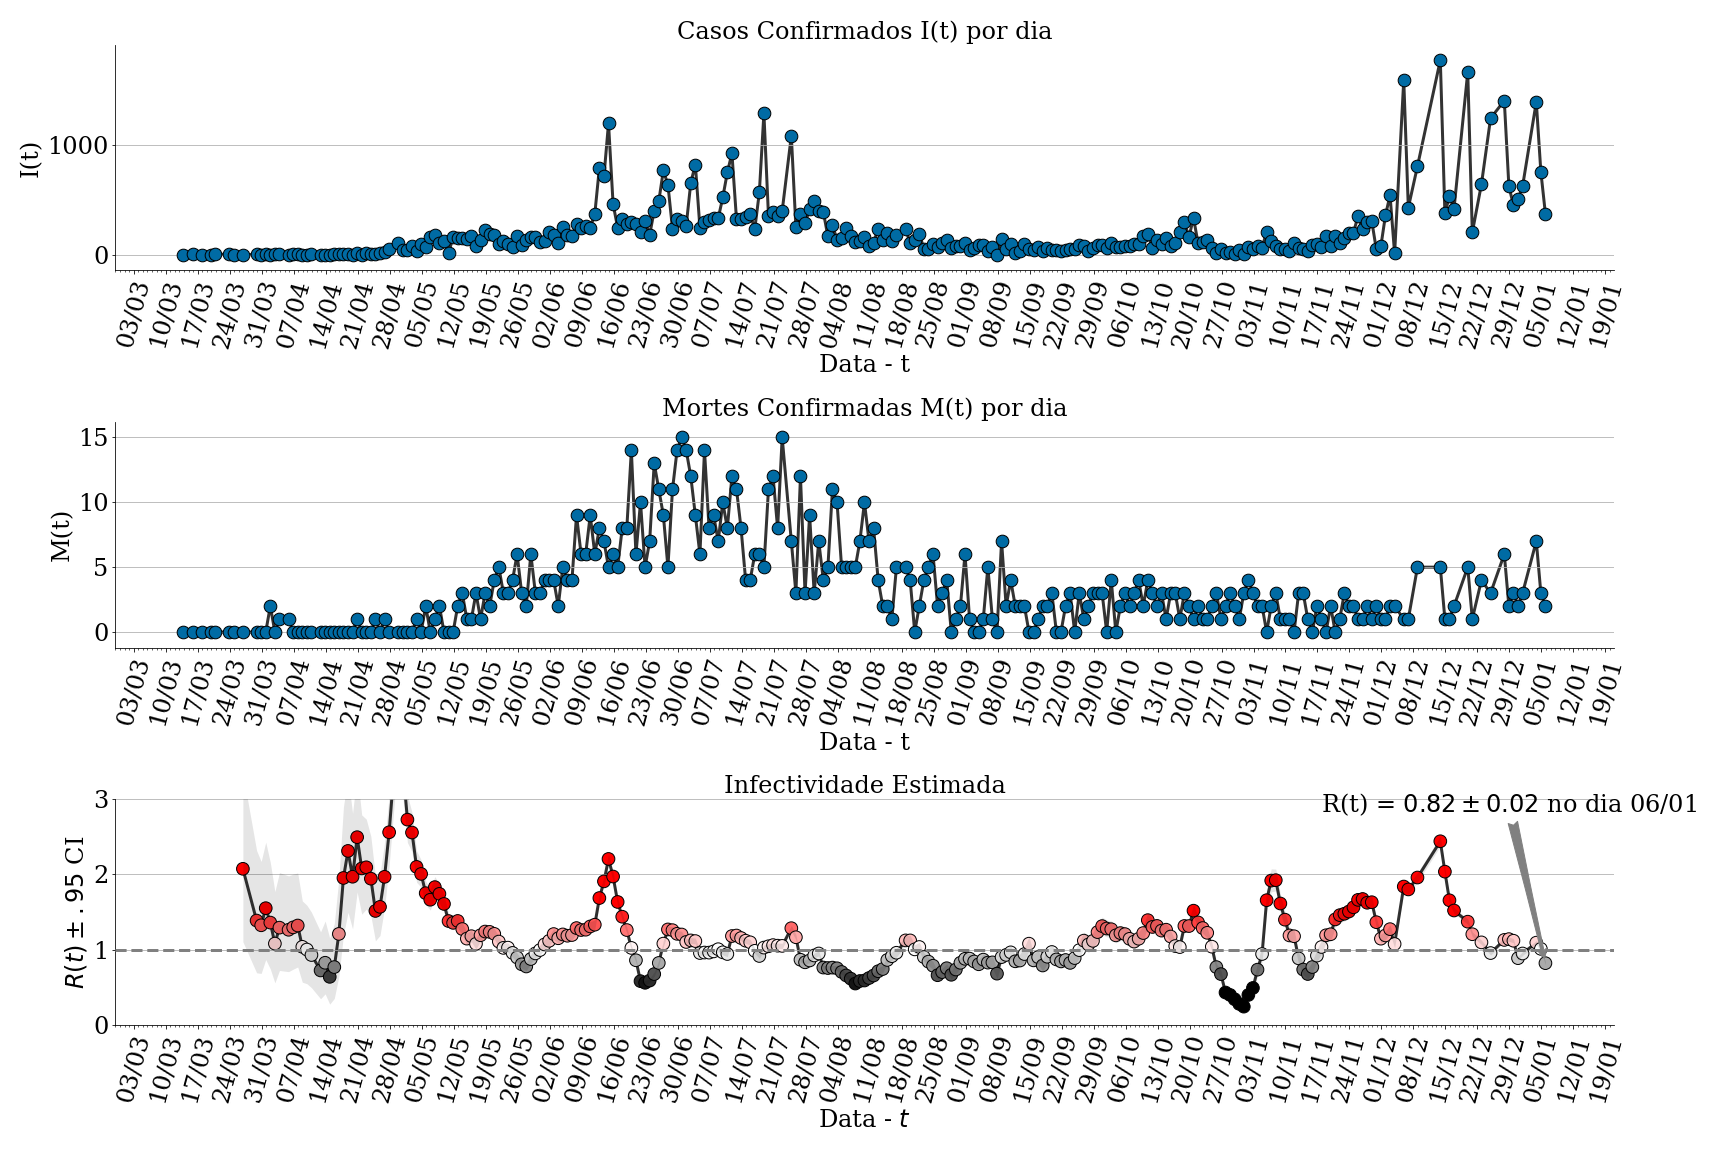 Casos Confirmados I(t) por dia
I(t)
1000
0
03/03 10/03 17/03 24/03 31/03 07/04 14/04 21/04 28/04 05/05 12/05 19/05 26/05 02/06 09/06 16/06 23/06 30/06 07/07 14/07 21/07 28/07 04/08 11/08 18/08 25/08 01/09 08/09 15/09 22/09 29/09 06/10 13/10 20/10 27/10 03/11 10/11 17/11 24/11 01/12 08/12 15/12 22/12 29/12 05/01 12/01 19/01
Data - t
Mortes Confirmadas M(t) por dia
M(t)
15
10
5
0
03/03 10/03 17/03 24/03 31/03 07/04 14/04 21/04 28/04 05/05 12/05 19/05 26/05 02/06 09/06 16/06 23/06 30/06 07/07 14/07 21/07 28/07 04/08 11/08 18/08 25/08 01/09 08/09 15/09 22/09 29/09 06/10 13/10 20/10 27/10 03/11 10/11 17/11 24/11 01/12 08/12 15/12 22/12 29/12 05/01 12/01 19/01
Data - t
Infectividade Estimada
R(t) = 0.82 ± 0.02 no dia 06/01
R(t) ± .95 CI
3
2
1
0
03/03 10/03 17/03 24/03 31/03 07/04 14/04 21/04 28/04 05/05 12/05 19/05 26/05 02/06 09/06 16/06 23/06 30/06 07/07 14/07 21/07 28/07 04/08 11/08 18/08 25/08 01/09 08/09 15/09 22/09 29/09 06/10 13/10 20/10 27/10 03/11 10/11 17/11 24/11 01/12 08/12 15/12 22/12 29/12 05/01 12/01 19/01
Data - t